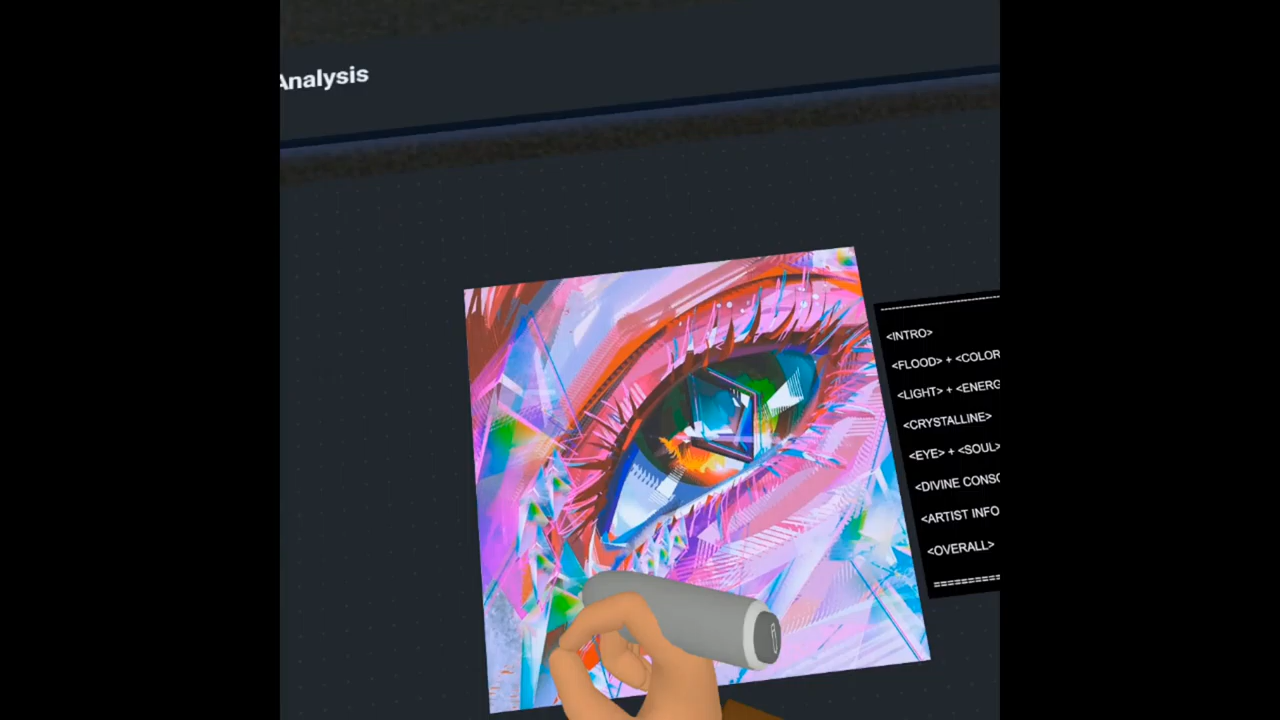 Analysis
<INTRO>
<FLOOD> + <COLOR
<LIGHT> + <ENERG
<CRYSTALLINE>
<EYE> + <SOUL>
<DIVINE CONSC
<ARTIST INFO
<OVERALL>
==========